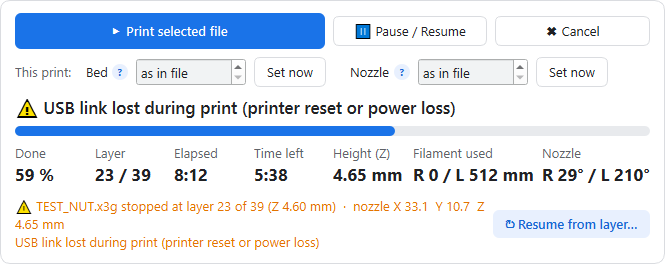 ▶ Print selected file
⏸ Pause / Resume
✖ Cancel
This print: Bed ? as in file Set now Nozzle ? as in file Set now
⚠ USB link lost during print (printer reset or power loss)
Done Layer Elapsed Time left Height (Z) Filament used Nozzle
59 % 23 / 39 8:12 5:38 4.65 mm R 0 / L 512 mm R 29° / L 210°
⚠ TEST_NUT.x3g stopped at layer 23 of 39 (Z 4.60 mm) · nozzle X 33.1 Y 10.7 Z
4.65 mm
USB link lost during print (printer reset or power loss)
↻ Resume from layer...